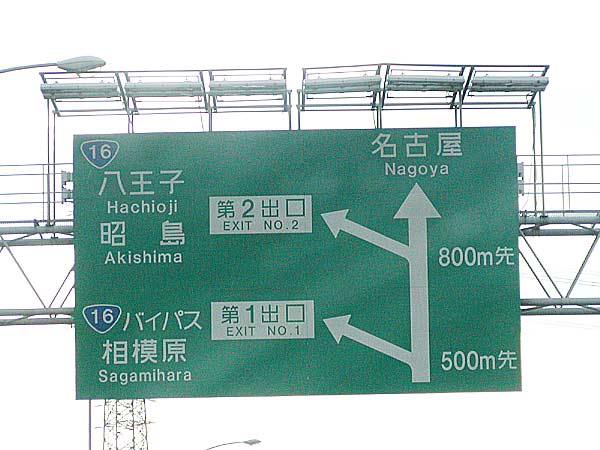 名古屋
Nagoya
16
八王子
Hachioji
昭島
Akishima
第2出口
EXIT NO.2
800m先
16 バイパス
相模原
Sagamihara
第1出口
EXIT NO.1
500m先